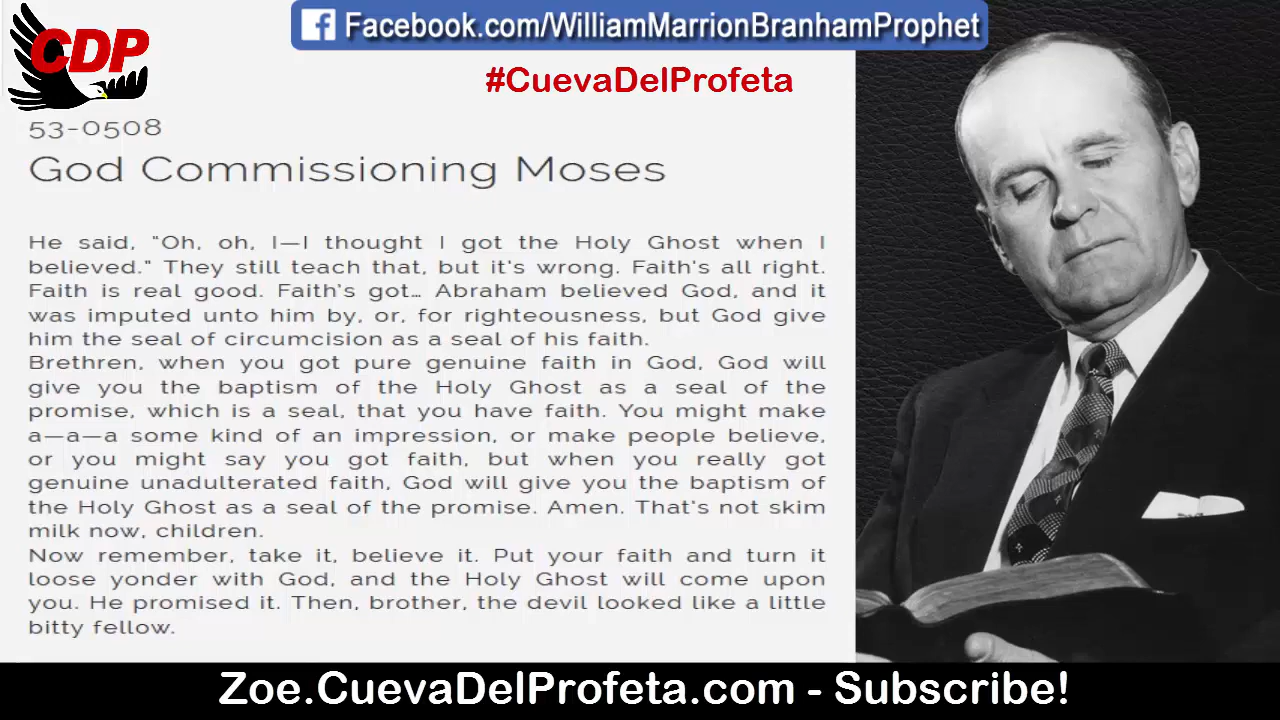 CDP
Facebook.com/WilliamMarrionBranhamProphet
#CuevaDelProfeta
53-0508
God Commissioning Moses
He said, "Oh, oh, I—I thought I got the Holy Ghost when I
believed." They still teach that, but it's wrong. Faith's all right.
Faith is real good. Faith's got… Abraham believed God, and it
was imputed unto him by, or, for righteousness, but God give
him the seal of circumcision as a seal of his faith.
Brethren, when you got pure genuine faith in God, God will
give you the baptism of the Holy Ghost as a seal of the
promise, which is a seal, that you have faith. You might make
a—a—a some kind of an impression, or make people believe,
or you might say you got faith, but when you really got
genuine unadulterated faith, God will give you the baptism of
the Holy Ghost as a seal of the promise. Amen. That's not skim
milk now, children.
Now remember, take it, believe it. Put your faith and turn it
loose yonder with God, and the Holy Ghost will come upon
you. He promised it. Then, brother, the devil looked like a little
bitty fellow.
Zoe.CuevaDelProfeta.com - Subscribe!